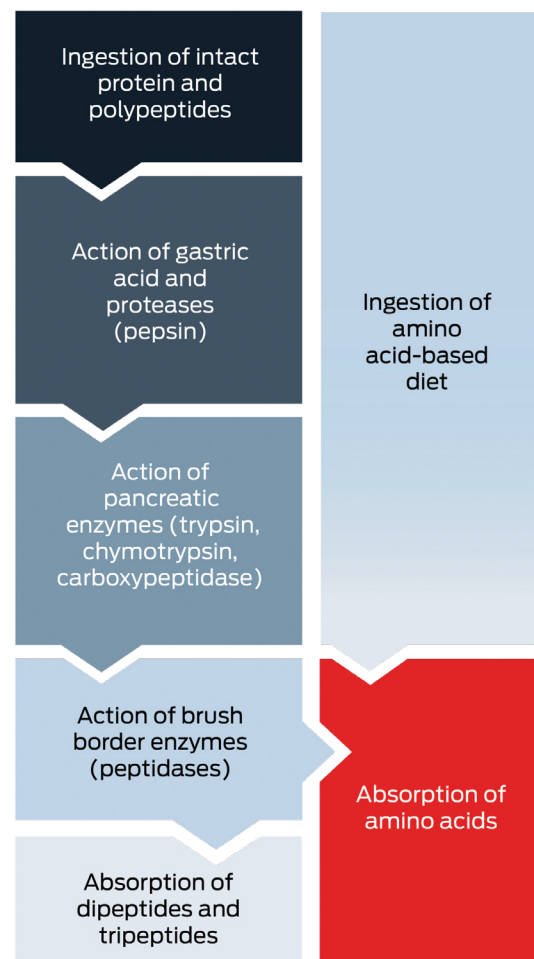 Ingestion of intact
protein and
polypeptides
Action of gastric
acid and
proteases
(pepsin)
Action of
pancreatic
enzymes (trypsin,
chymotrypsin,
carboxypeptidase)
Action of brush
border enzymes
(peptidases)
Absorption of
dipeptides and
tripeptides
Ingestion of
amino
acid-based
diet
Absorption of
amino acids